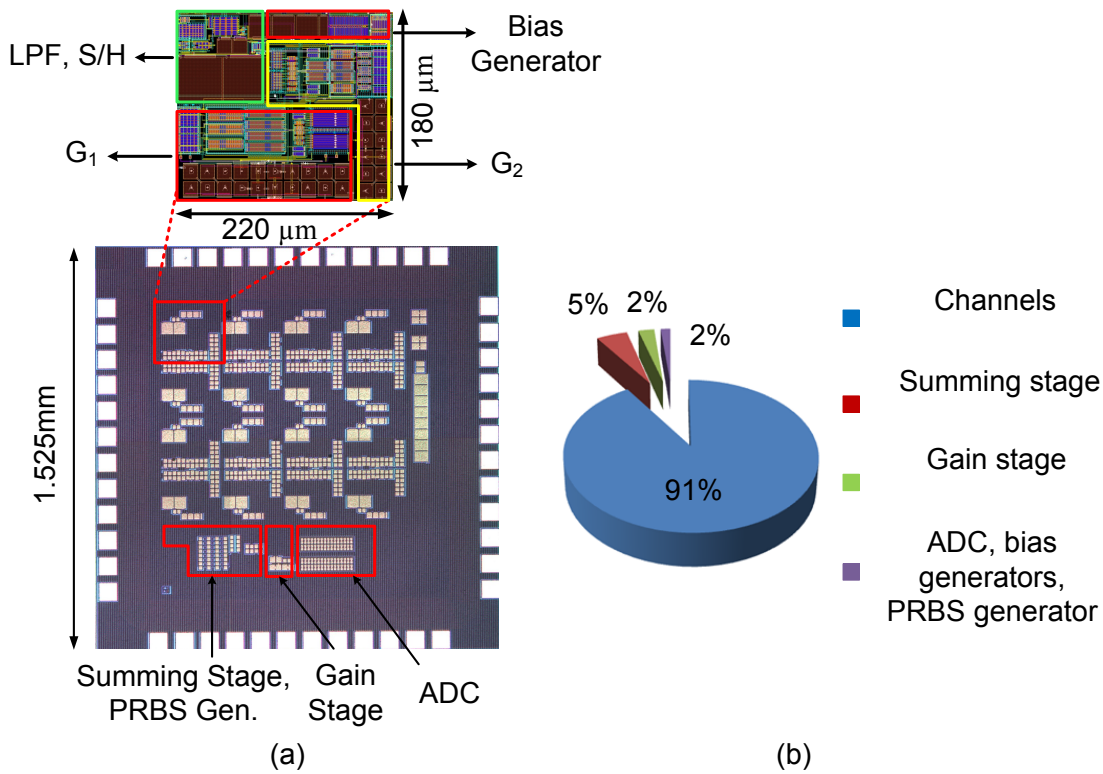 LPF, S/H
Bias
Generator
180 μm
G₁
G₂
220 μm
1.525mm
Summing Stage,
PRBS Gen.
Gain
Stage
ADC
(a)
5%
2%
2%
91%
Channels
Summing stage
Gain stage
ADC, bias
generators,
PRBS generator
(b)